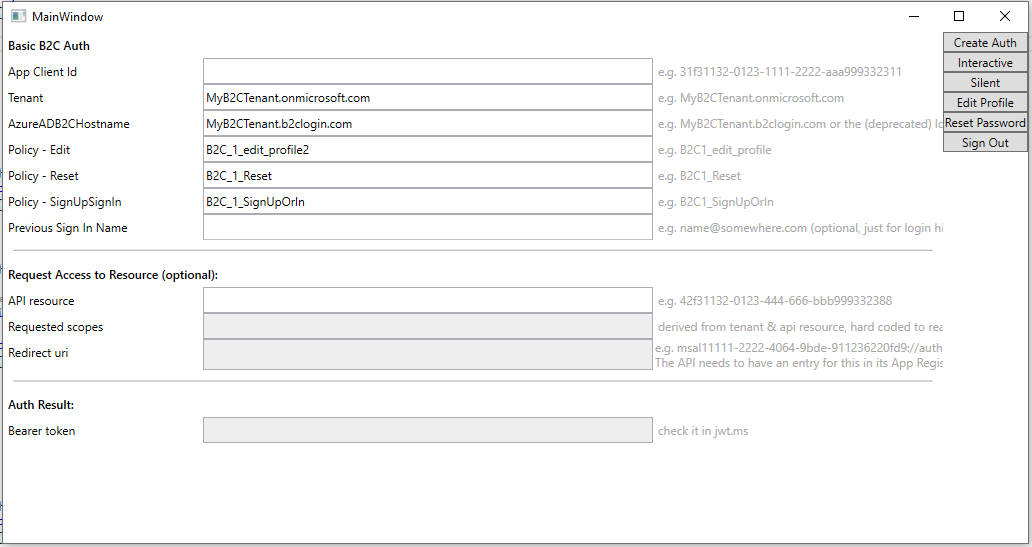 MainWindow
Basic B2C Auth
App Client Id e.g. 31f31132-0123-1111-2222-aaa999332311
Tenant MyB2CTenant.onmicrosoft.com e.g. MyB2CTenant.onmicrosoft.com
AzureADB2CHostname MyB2CTenant.b2clogin.com e.g. MyB2CTenant.b2clogin.com or the (deprecated)
Policy - Edit B2C_1_edit_profile2 e.g. B2C1_edit_profile
Policy - Reset B2C_1_Reset e.g. B2C1_Reset
Policy - SignUpSignIn B2C_1_SignUpOrIn e.g. B2C1_SignUpOrIn
Previous Sign In Name e.g. name@somewhere.com (optional, just for login hi
Request Access to Resource (optional):
API resource e.g. 42f31132-0123-444-666-bbb999332388
Requested scopes derived from tenant & api resource, hard coded to rea
Redirect uri e.g. msal11111-2222-4064-9bde-911236220fd9://auth
The API needs to have an entry for this in its App Regis
Auth Result:
Bearer token check it in jwt.ms
Create Auth
Interactive
Silent
Edit Profile
Reset Password
Sign Out